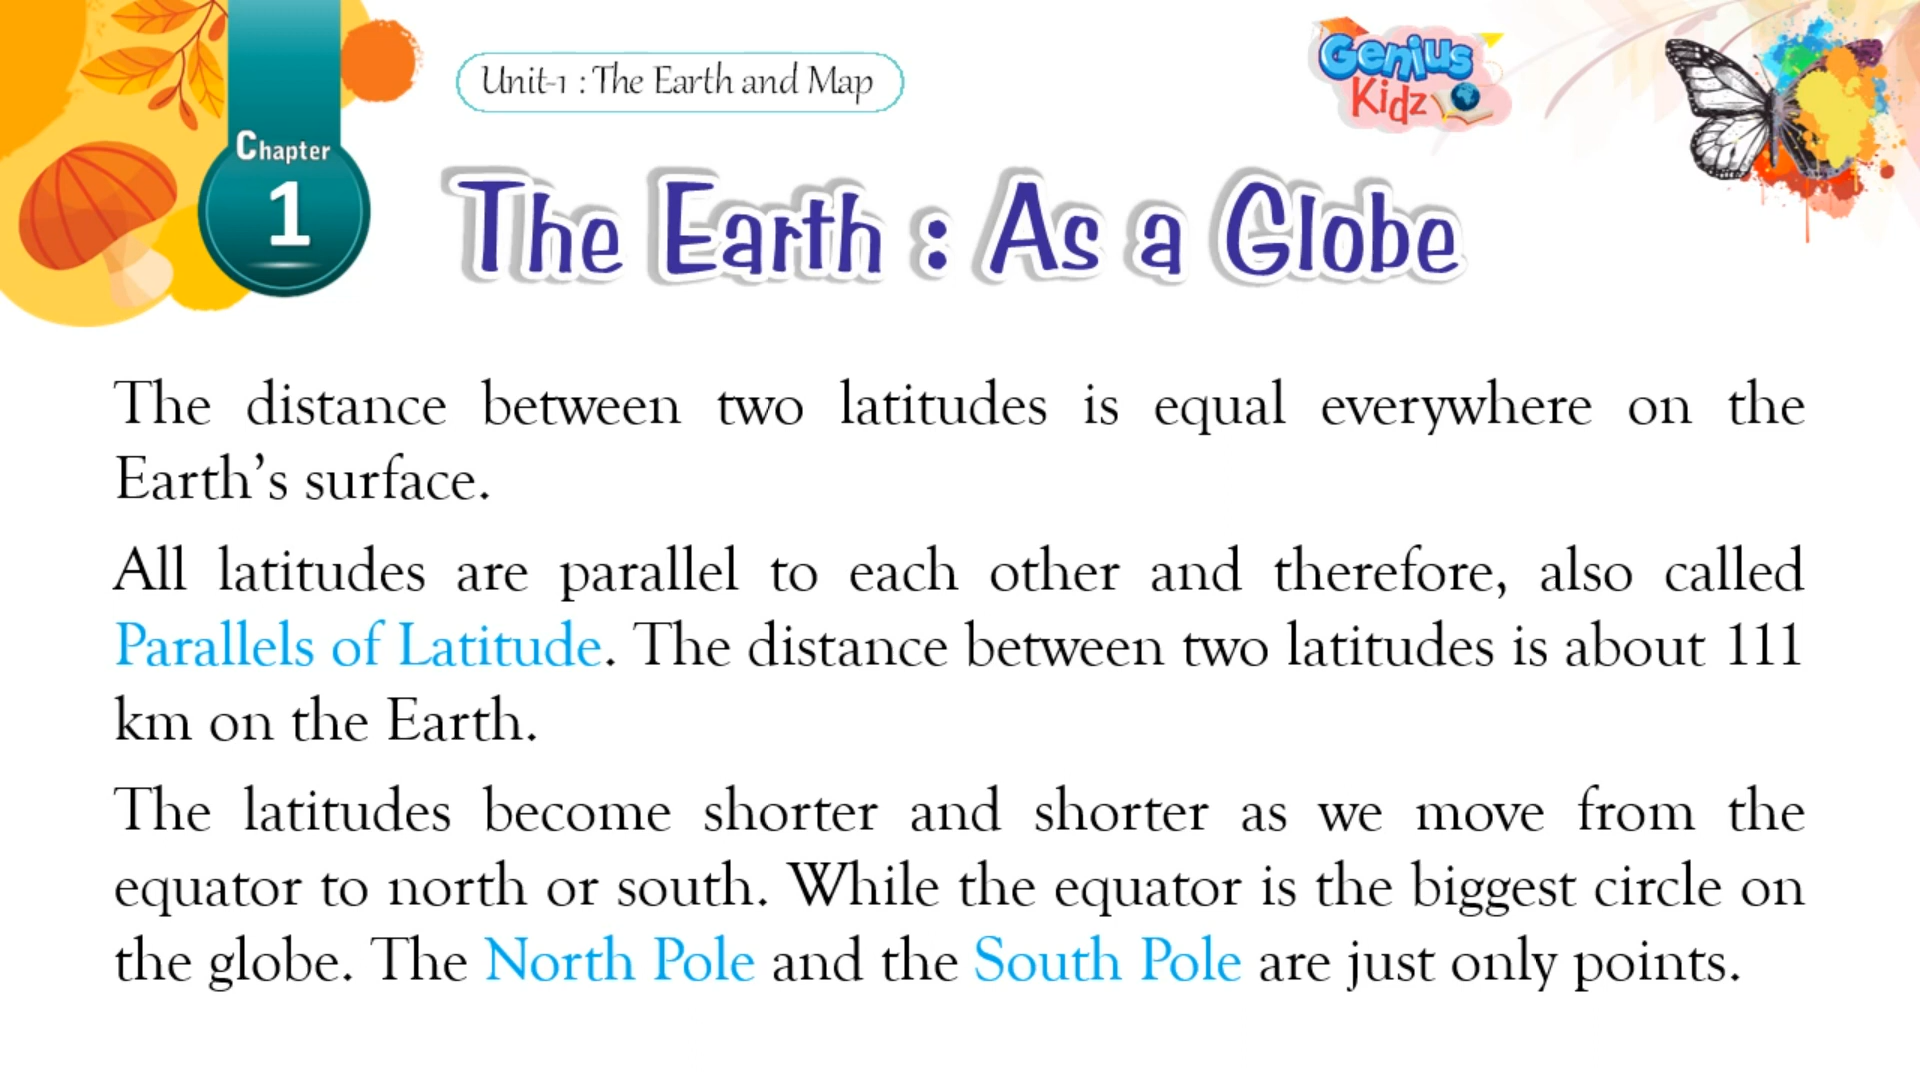 Unit-1 : The Earth and Map
Genius
Kidz
Chapter
1
The Earth : As a Globe
The distance between two latitudes is equal everywhere on the
Earth’s surface.
All latitudes are parallel to each other and therefore, also called
Parallels of Latitude. The distance between two latitudes is about 111
km on the Earth.
The latitudes become shorter and shorter as we move from the
equator to north or south. While the equator is the biggest circle on
the globe. The North Pole and the South Pole are just only points.